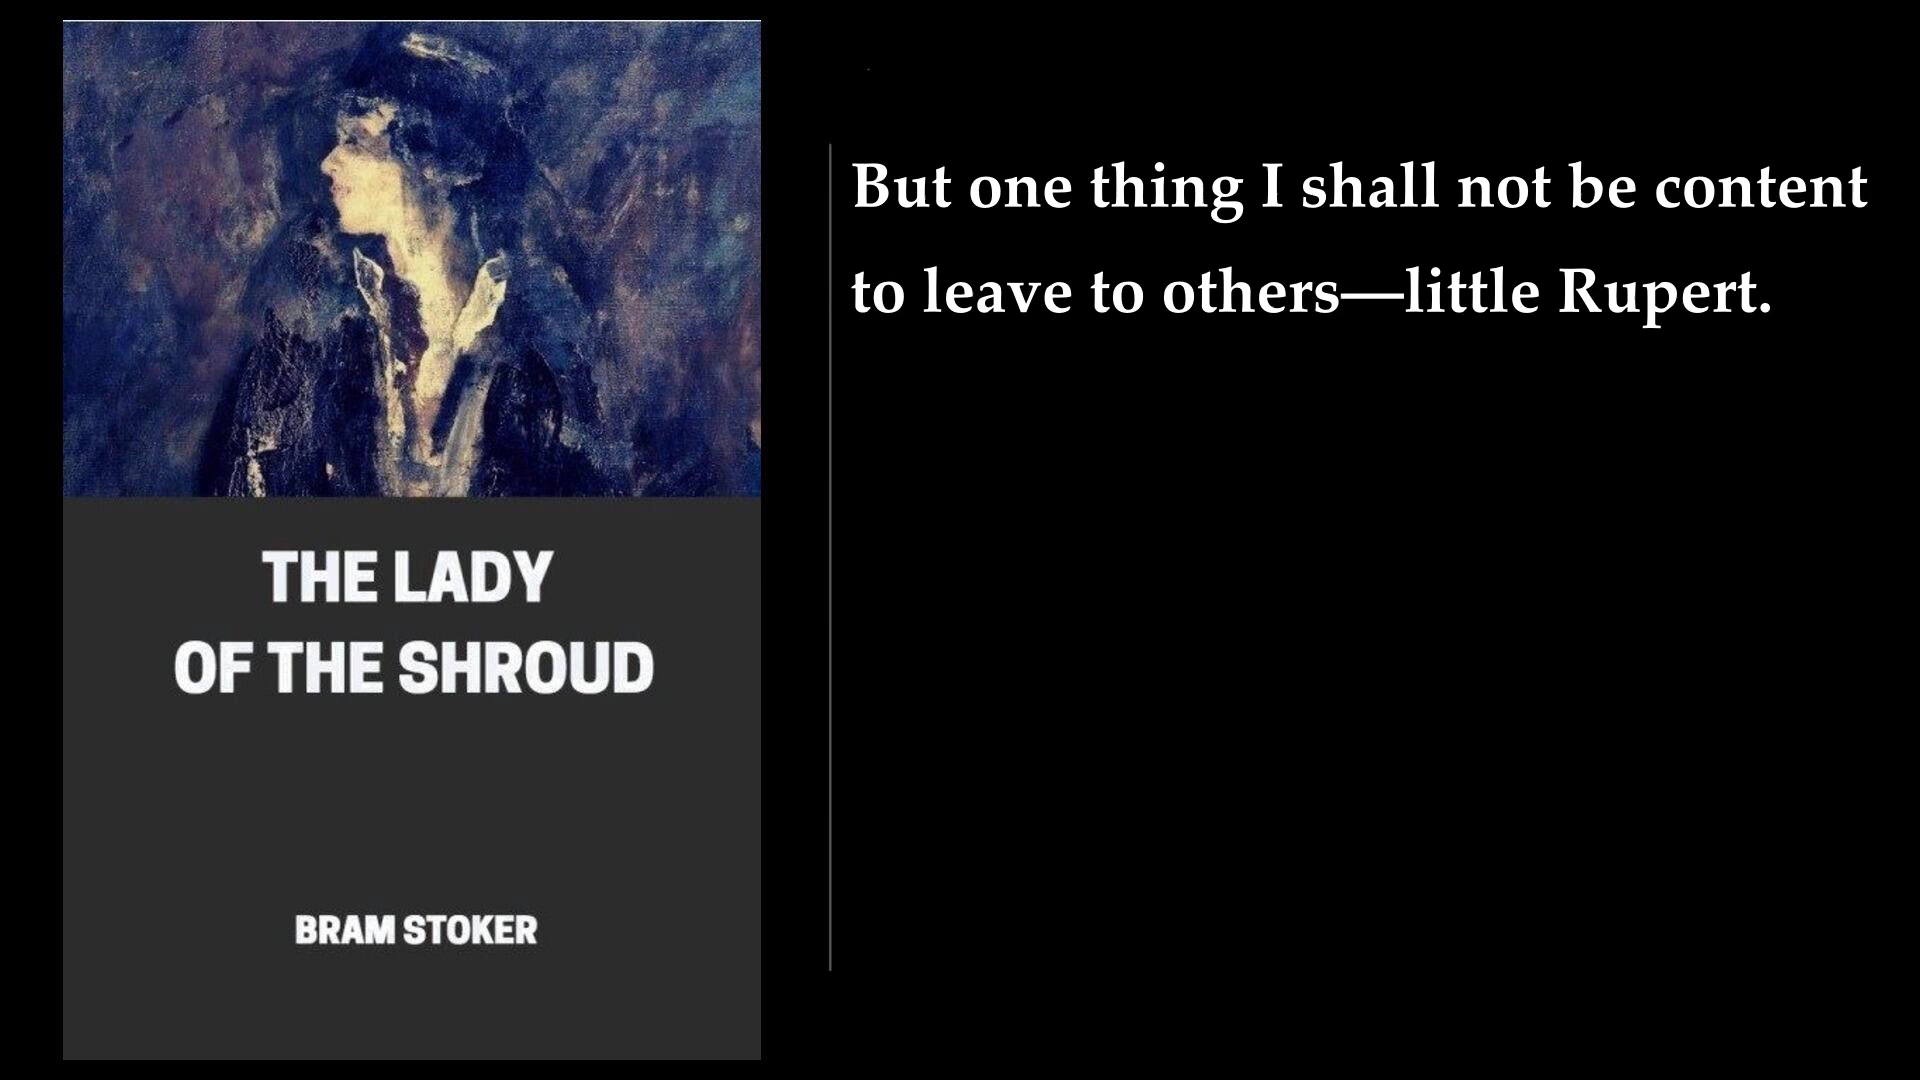 THE LADY
OF THE SHROUD
BRAM STOKER
But one thing I shall not be content
to leave to others—little Rupert.